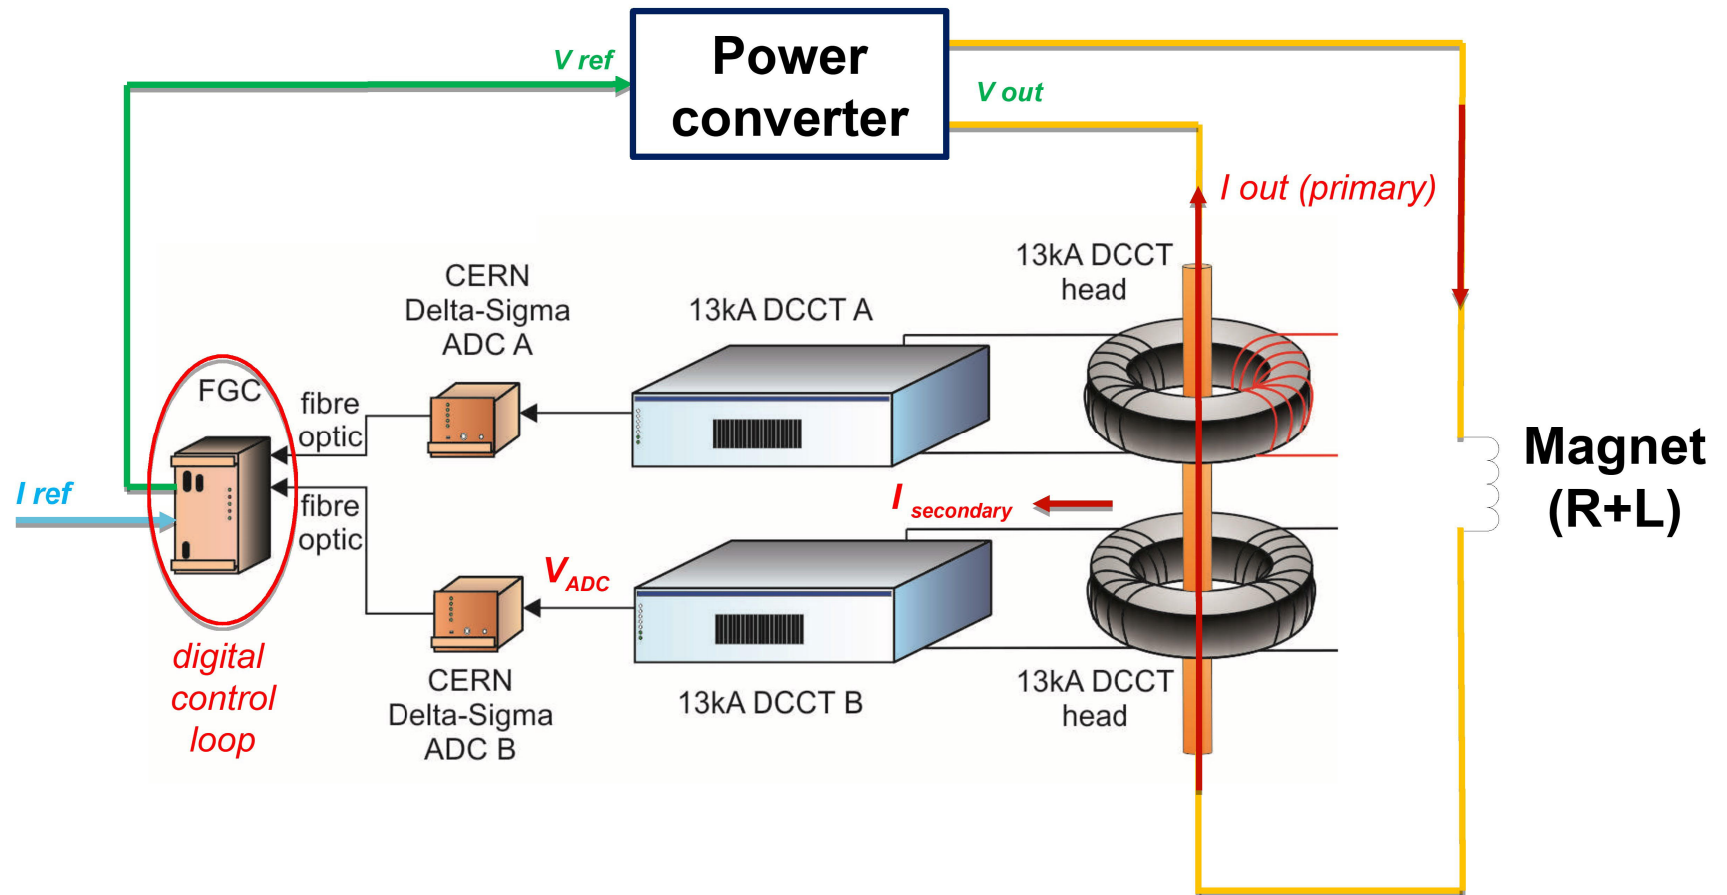 Power
converter
V ref
V out
I out (primary)
13kA DCCT
head
CERN
Delta-Sigma
ADC A
13kA DCCT A
FGC
fibre
optic
Magnet
(R+L)
I ref
I secondary
fibre
optic
VADC
digital
control
loop
CERN
Delta-Sigma
ADC B
13kA DCCT B
13kA DCCT
head